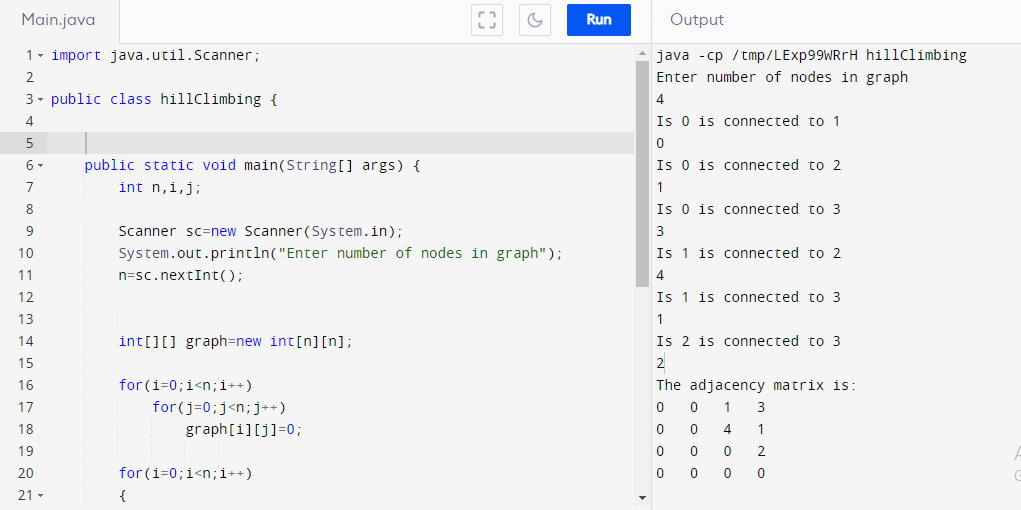 Main.java
Run
Output
1 import java.util.Scanner;
2
3 public class hillClimbing {
4
5
6 public static void main(String[] args) {
7 int n,i,j;
8
9 Scanner sc=new Scanner(System.in);
10 System.out.println("Enter number of nodes in graph");
11 n=sc.nextInt();
12
13
14 int[][] graph=new int[n][n];
15
16 for(i=0;i<n;i++)
17 for(j=0;j<n;j++)
18 graph[i][j]=0;
19
20 for(i=0;i<n;i++)
21 {
java -cp /tmp/LExp99WRrH hillClimbing
Enter number of nodes in graph
4
Is 0 is connected to 1
0
Is 0 is connected to 2
1
Is 0 is connected to 3
3
Is 1 is connected to 2
4
Is 1 is connected to 3
1
Is 2 is connected to 3
2
The adjacency matrix is:
0 0 1 3
0 0 4 1
0 0 0 2
0 0 0 0